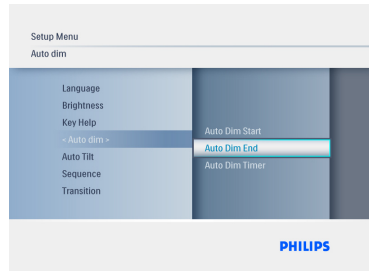 Setup Menu
Auto dim
Language
Brightness
Key Help
< Auto dim >
Auto Tilt
Sequence
Transition
Auto Dim Start
Auto Dim End
Auto Dim Timer
PHILIPS